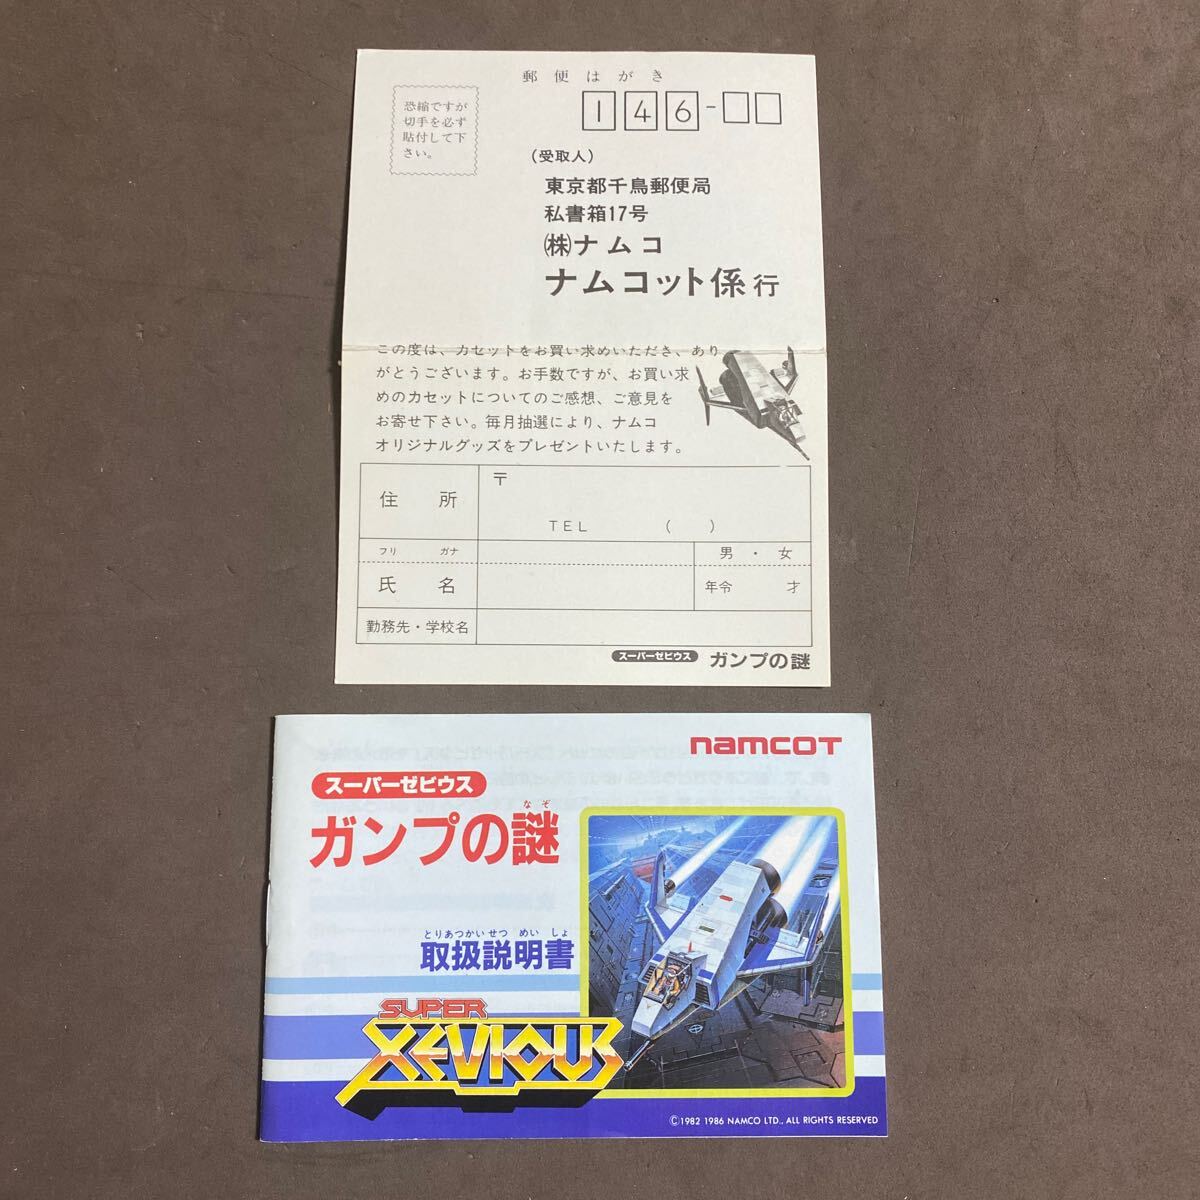 郵便はがき
恐縮ですが
切手を必ず
貼付して下
さい。
146-
(受取人)
東京都千鳥郵便局
私書箱17号
㈱ナムコ
ナムコット係行
この度は、カセットをお買い求めいただき、あり
がとうございます。お手数ですが、お買い求
めのカセットについてのご感想、ご意見を
お寄せ下さい。毎月抽選により、ナムコ
オリジナルグッズをプレゼントいたします。
住所
〒
TEL ( )
フリ ガナ
男・女
氏名
年令 才
勤務先・学校名
スーパーゼビウス ガンプの謎
namcoT
スーパーゼビウス
なぞ
ガンプの謎
とりあつかいせつ めい しょ
取扱説明書
SUPER
XEVIOUS
©1982 1986 NAMCO LTD., ALL RIGHTS RESERVED